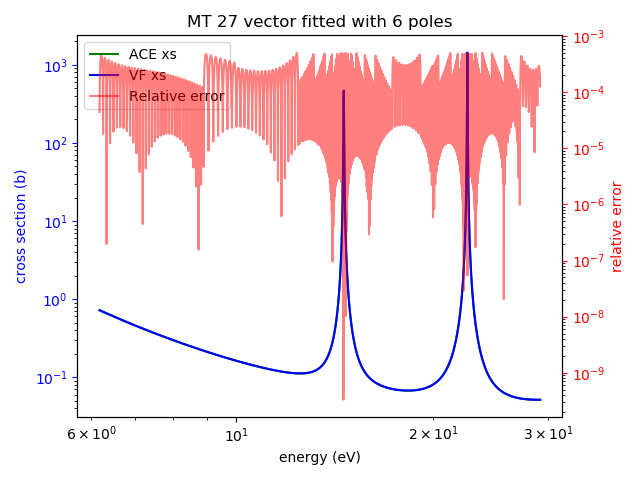 MT 27 vector fitted with 6 poles
ACE xs
VF xs
Relative error
cross section (b)
10³
10²
10¹
10⁰
10⁻¹
10⁻³
10⁻⁴
10⁻⁵
10⁻⁶
10⁻⁷
10⁻⁸
10⁻⁹
relative error
6 × 10⁰
10¹
2 × 10¹
3 × 10¹
energy (eV)